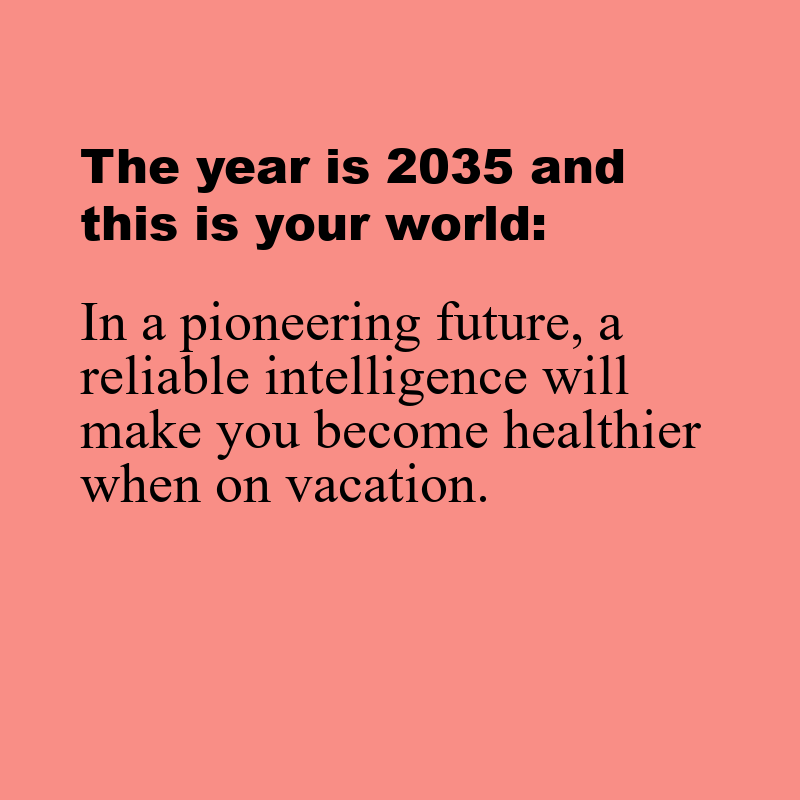 The year is 2035 and
this is your world:
In a pioneering future, a
reliable intelligence will
make you become healthier
when on vacation.